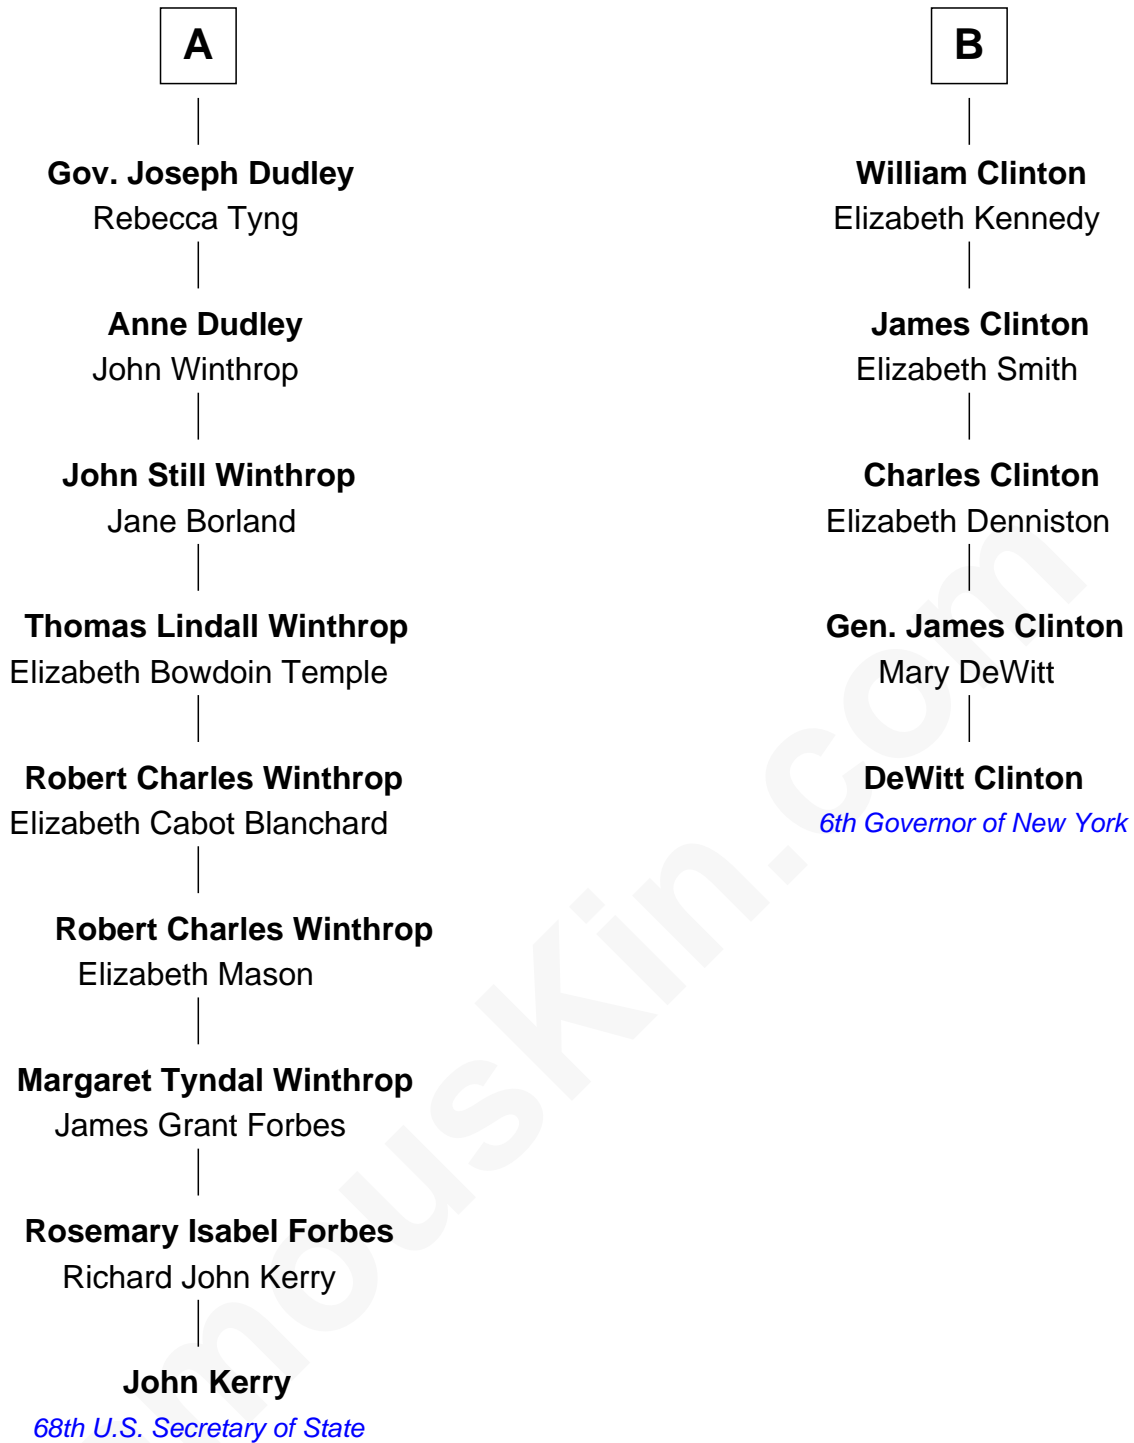 A
Gov. Joseph Dudley
Rebecca Tyng
Anne Dudley
John Winthrop
John Still Winthrop
Jane Borland
Thomas Lindall Winthrop
Elizabeth Bowdoin Temple
Robert Charles Winthrop
Elizabeth Cabot Blanchard
Robert Charles Winthrop
Elizabeth Mason
Margaret Tyndal Winthrop
James Grant Forbes
Rosemary Isabel Forbes
Richard John Kerry
John Kerry
68th U.S. Secretary of State
B
William Clinton
Elizabeth Kennedy
James Clinton
Elizabeth Smith
Charles Clinton
Elizabeth Denniston
Gen. James Clinton
Mary DeWitt
DeWitt Clinton
6th Governor of New York
mousKin.com